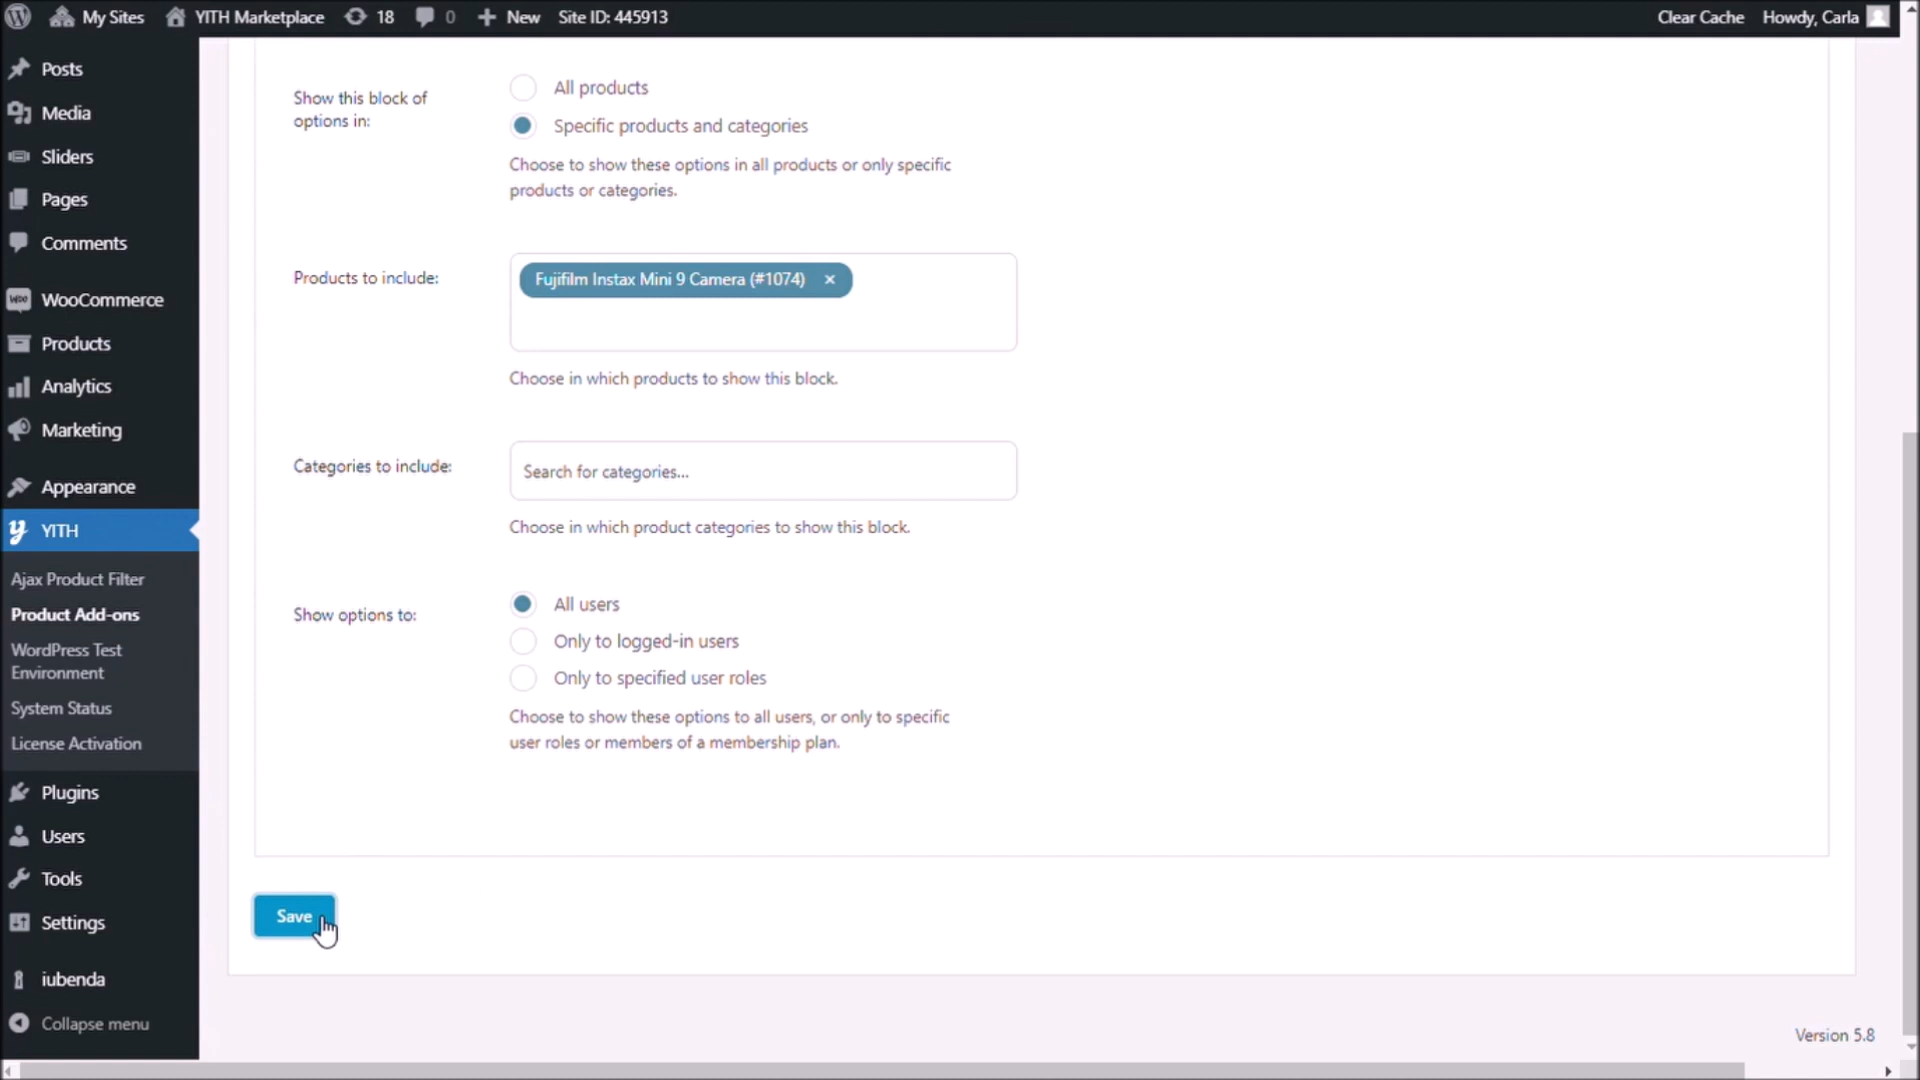 My Sites YITH Marketplace 18 0 New Site ID: 445913 Clear Cache Howdy, Carla
Posts
Media
Sliders
Pages
Comments
WooCommerce
Products
Analytics
Marketing
Appearance
YITH
Ajax Product Filter
Product Add-ons
WordPress Test
Environment
System Status
License Activation
Plugins
Users
Tools
Settings
iubenda
Collapse menu
Show this block of
options in:
All products
Specific products and categories
Choose to show these options in all products or only specific
products or categories.
Products to include:
Fujifilm Instax Mini 9 Camera (#1074) ×
Choose in which products to show this block.
Categories to include:
Search for categories...
Choose in which product categories to show this block.
Show options to:
All users
Only to logged-in users
Only to specified user roles
Choose to show these options to all users, or only to specific
user roles or members of a membership plan.
Save
Version 5.8